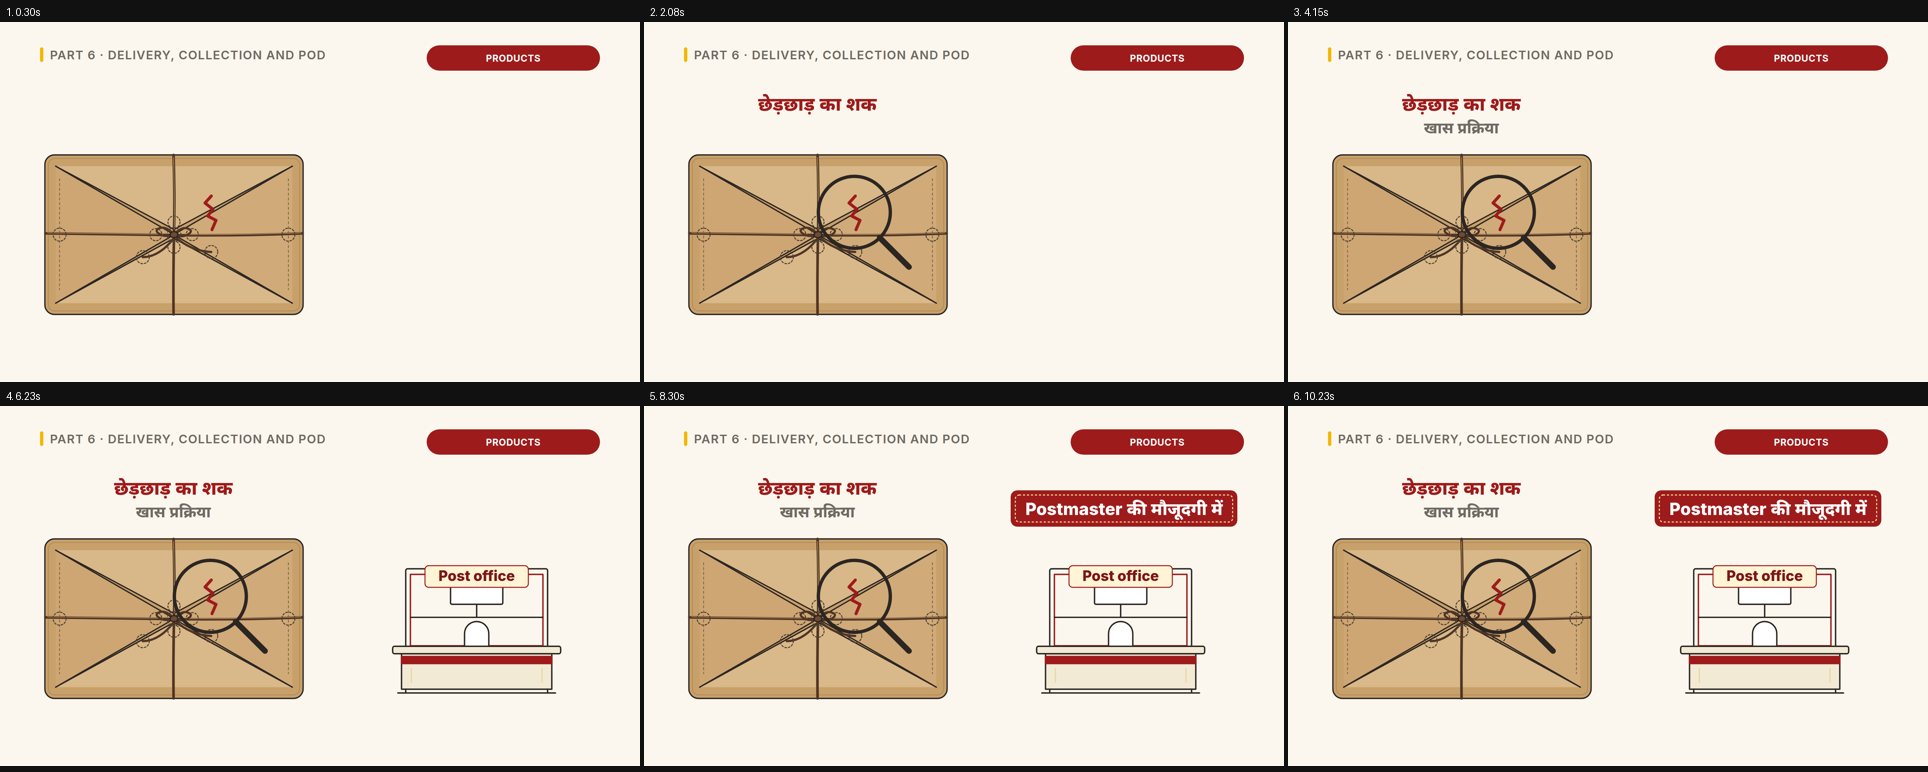 1. 0.30s
PART 6 · DELIVERY, COLLECTION AND POD
PRODUCTS
2. 2.08s
PART 6 · DELIVERY, COLLECTION AND POD
PRODUCTS
छेड़छाड़ का शक
3. 4.15s
PART 6 · DELIVERY, COLLECTION AND POD
PRODUCTS
छेड़छाड़ का शक
खास प्रक्रिया
4. 6.23s
PART 6 · DELIVERY, COLLECTION AND POD
PRODUCTS
छेड़छाड़ का शक
खास प्रक्रिया
Post office
5. 8.30s
PART 6 · DELIVERY, COLLECTION AND POD
PRODUCTS
छेड़छाड़ का शक
खास प्रक्रिया
Postmaster की मौजूदगी में
Post office
6. 10.23s
PART 6 · DELIVERY, COLLECTION AND POD
PRODUCTS
छेड़छाड़ का शक
खास प्रक्रिया
Postmaster की मौजूदगी में
Post office